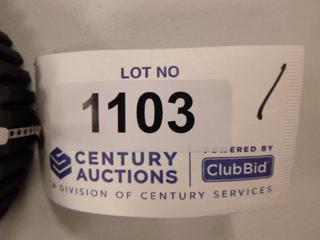 LOT NO
1103
CENTURY
AUCTIONS
POWERED BY
ClubBid
A DIVISION OF CENTURY SERVICES